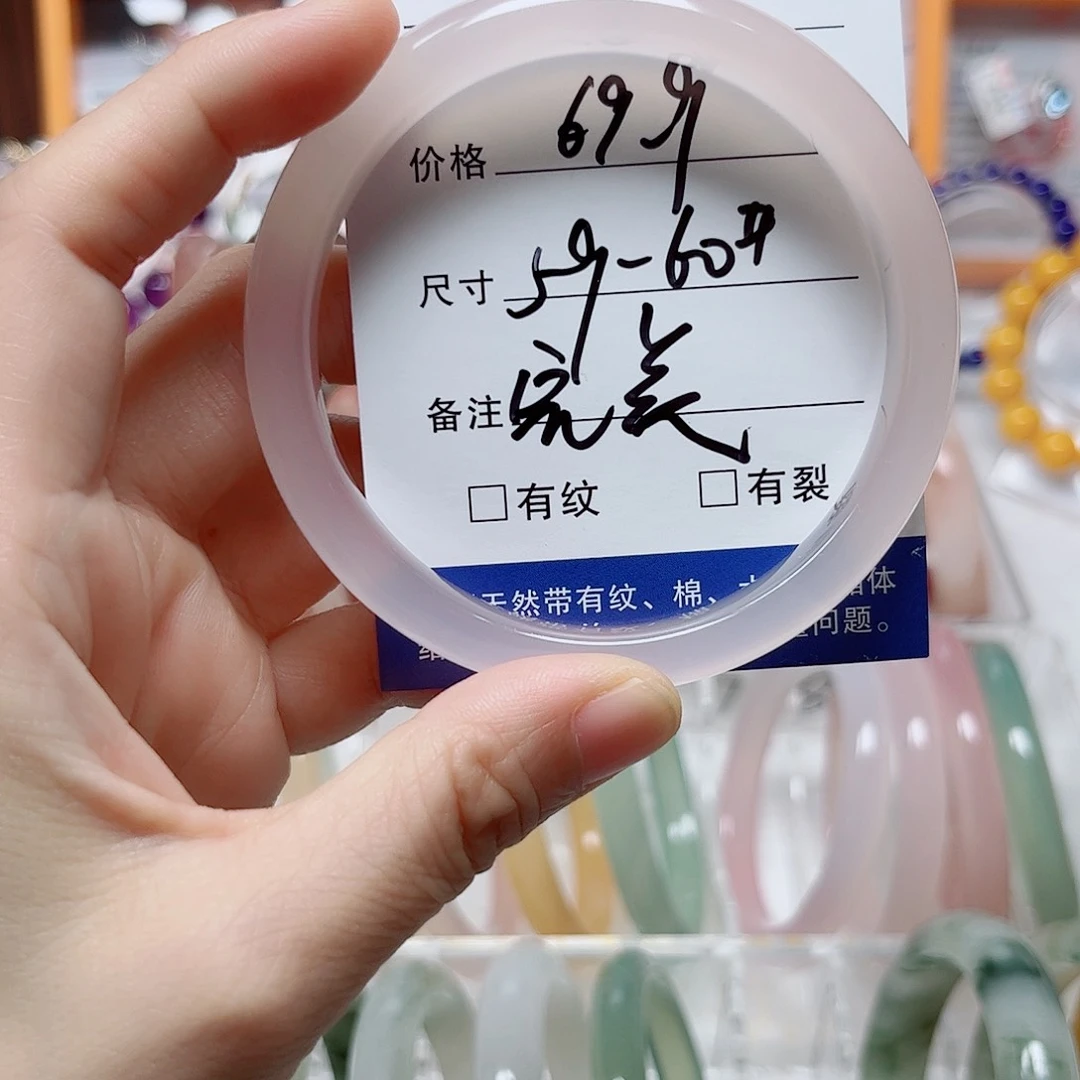 价格 699
尺寸 59-60#
备注 完美
□有纹 □有裂
天然带有纹、棉、 体
问题。